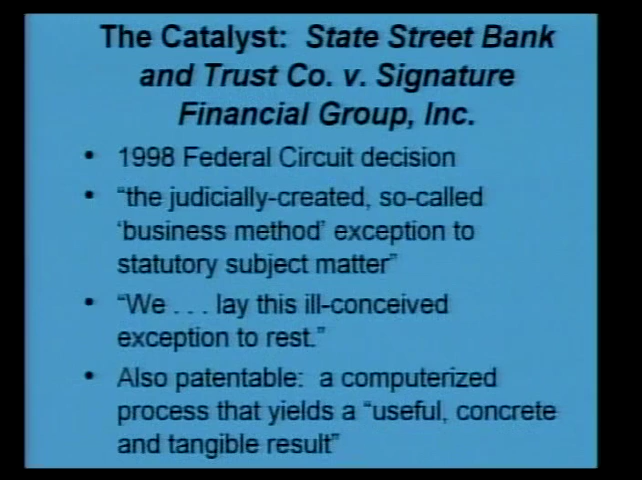 The Catalyst: State Street Bank
and Trust Co. v. Signature
Financial Group, Inc.
• 1998 Federal Circuit decision
• “the judicially-created, so-called
‘business method’ exception to
statutory subject matter”
• “We . . . lay this ill-conceived
exception to rest.”
• Also patentable: a computerized
process that yields a “useful, concrete
and tangible result”